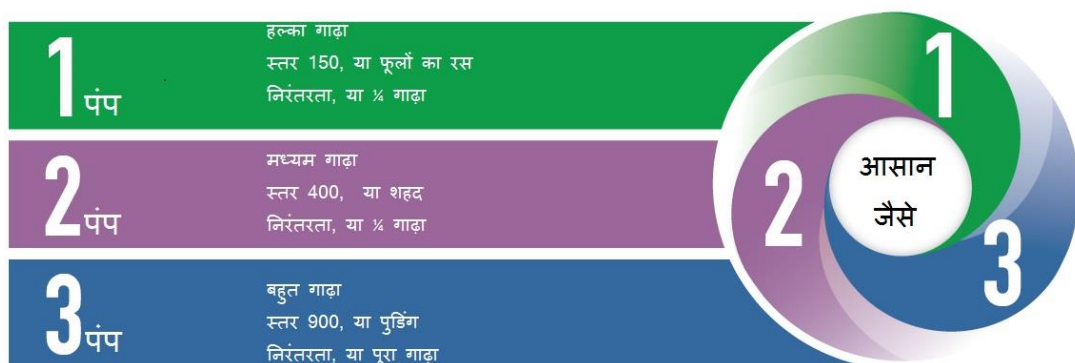 1 पंप
हल्का गाढ़ा
स्तर 150, या फूलों का रस
निरंतरता, या ¼ गाढ़ा
2 पंप
मध्यम गाढ़ा
स्तर 400, या शहद
निरंतरता, या ¼ गाढ़ा
3 पंप
बहुत गाढ़ा
स्तर 900, या पुडिंग
निरंतरता, या पूरा गाढ़ा
आसान
जैसे
1
2
3